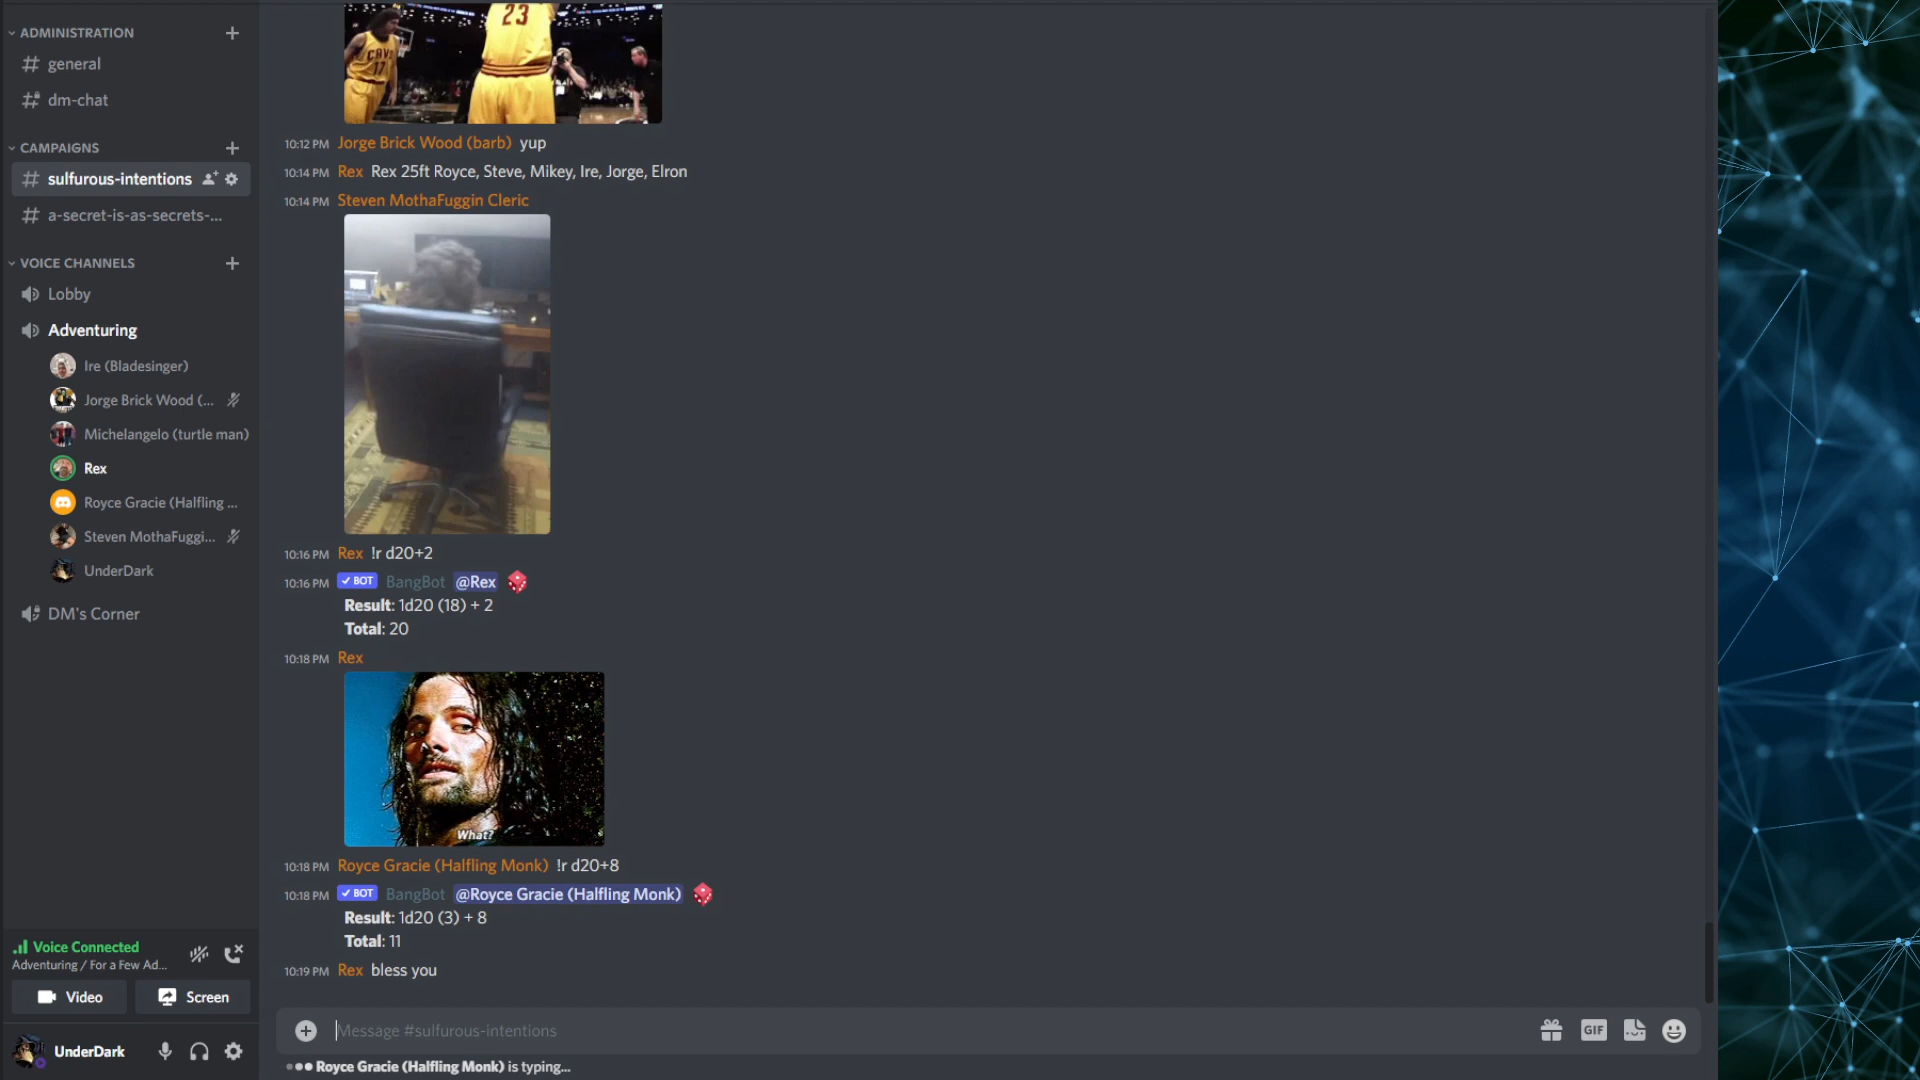 ADMINISTRATION
general
dm-chat
CAMPAIGNS
sulfurous-intentions
a-secret-is-as-secrets-...
VOICE CHANNELS
Lobby
Adventuring
Ire (Bladesinger)
Jorge Brick Wood (...
Michelangelo (turtle man)
Rex
Royce Gracie (Halfling ...
Steven MothaFuggi...
UnderDark
DM's Corner
Voice Connected
Adventuring / For a Few Ad...
Video
Screen
UnderDark
23
CAVS
17
10:12 PM Jorge Brick Wood (barb) yup
10:14 PM Rex Rex 25ft Royce, Steve, Mikey, Ire, Jorge, Elron
10:14 PM Steven MothaFuggin Cleric
10:16 PM Rex !r d20+2
10:16 PM BOT BangBot @Rex
Result: 1d20 (18) + 2
Total: 20
10:18 PM Rex
What?
10:18 PM Royce Gracie (Halfling Monk) !r d20+8
10:18 PM BOT BangBot @Royce Gracie (Halfling Monk)
Result: 1d20 (3) + 8
Total: 11
10:19 PM Rex bless you
Message #sulfurous-intentions
GIF
Royce Gracie (Halfling Monk) is typing...